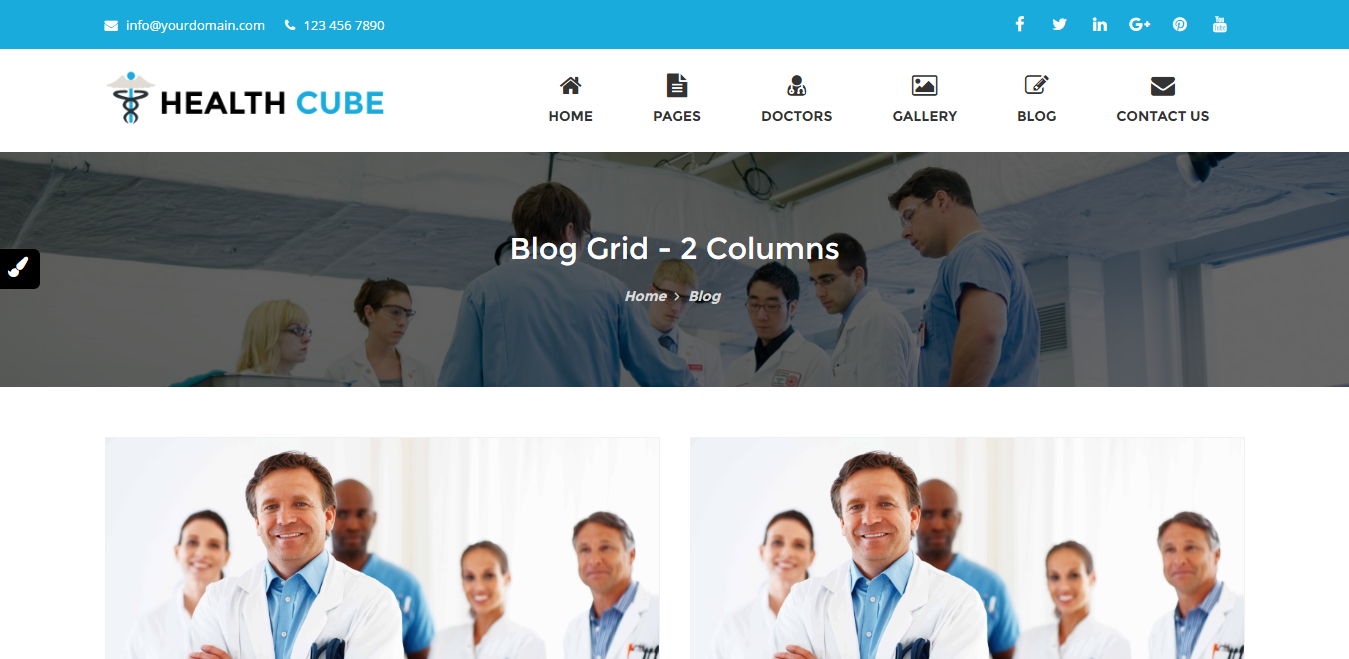 info@yourdomain.com 123 456 7890
HEALTH CUBE
HOME PAGES DOCTORS GALLERY BLOG CONTACT US
Blog Grid - 2 Columns
Home > Blog